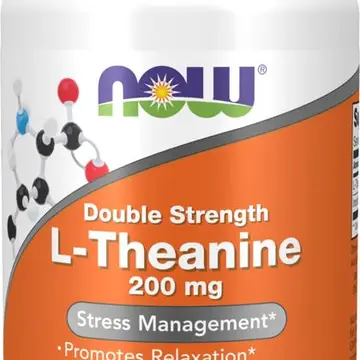 NOW®
Double Strength
L-Theanine
200 mg
Stress Management*
•Promotes Relaxation*